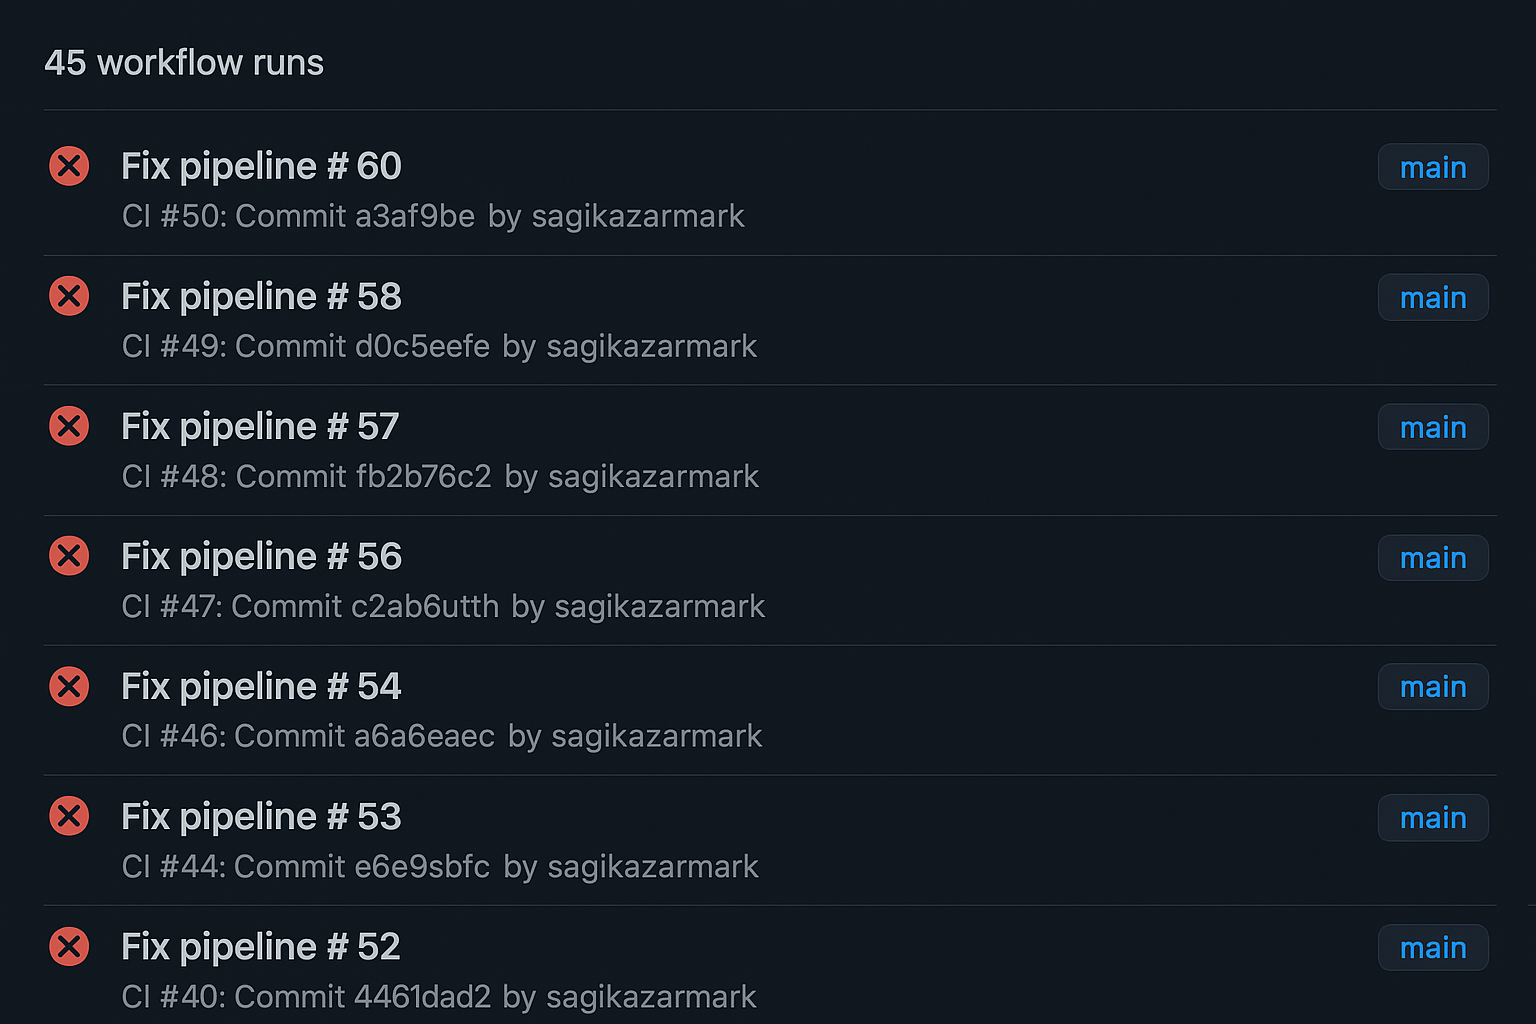 45 workflow runs
Fix pipeline # 60
main
CI #50: Commit a3af9be by sagikazarmark
Fix pipeline # 58
main
CI #49: Commit d0c5eefe by sagikazarmark
Fix pipeline # 57
main
CI #48: Commit fb2b76c2 by sagikazarmark
Fix pipeline # 56
main
CI #47: Commit c2ab6utth by sagikazarmark
Fix pipeline # 54
main
CI #46: Commit a6a6eaec by sagikazarmark
Fix pipeline # 53
main
CI #44: Commit e6e9sbfc by sagikazarmark
Fix pipeline # 52
main
CI #40: Commit 4461dad2 by sagikazarmark